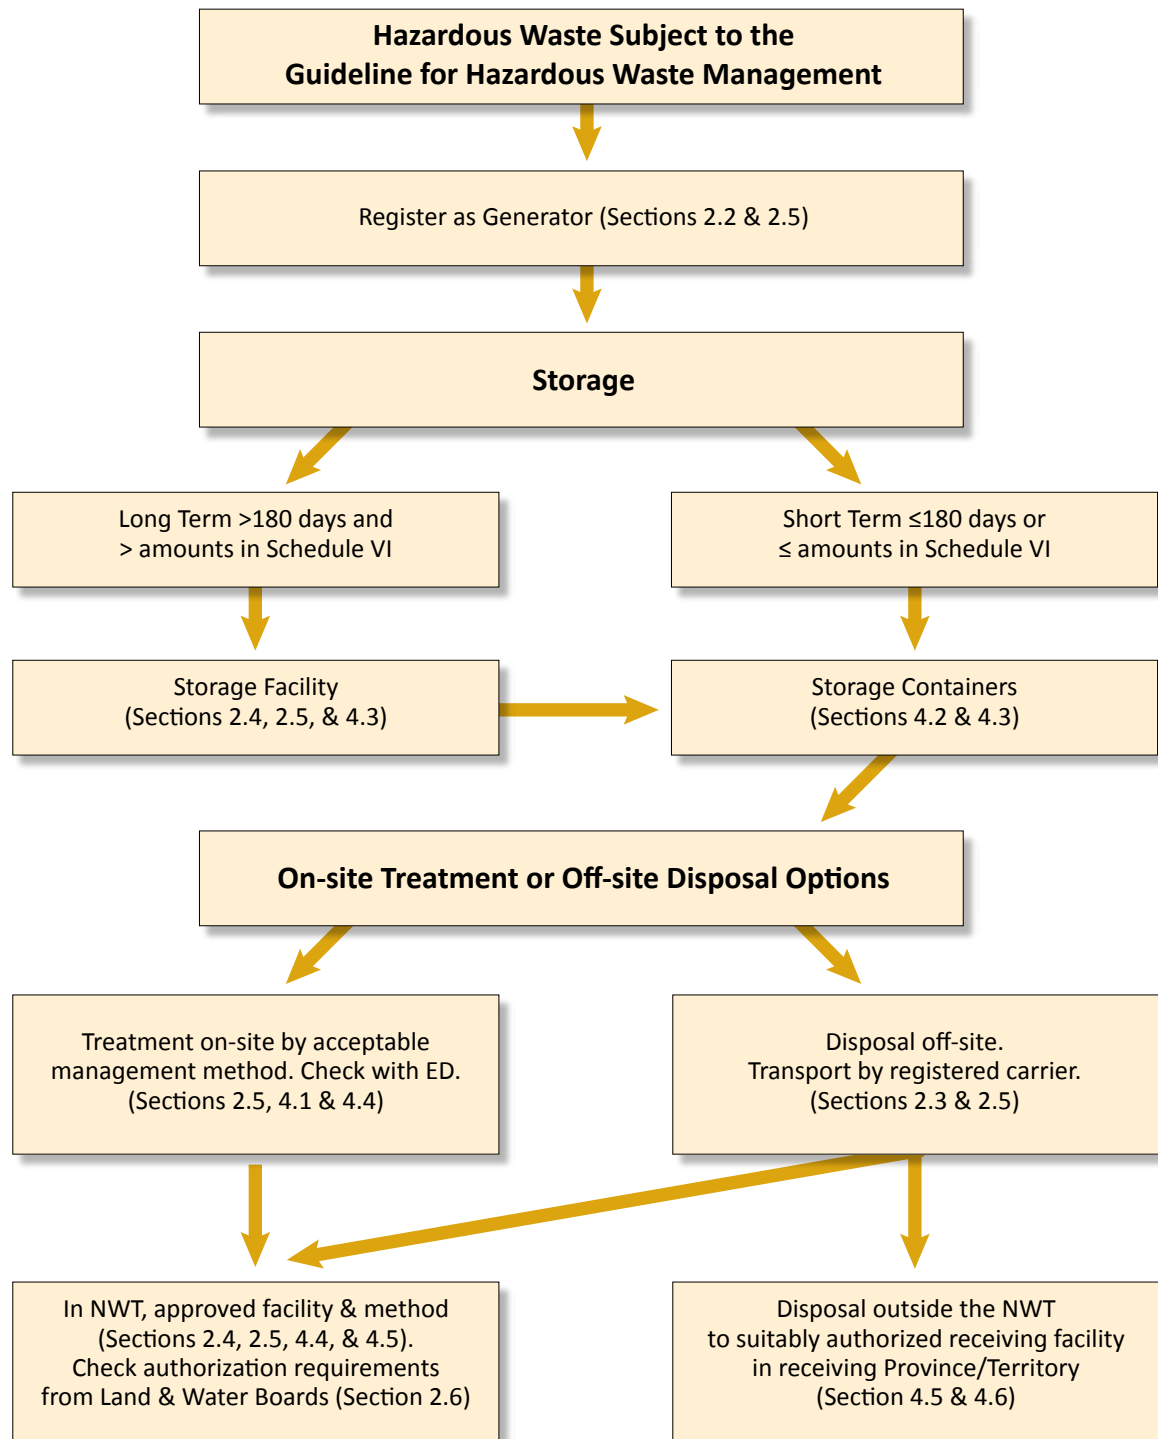 Hazardous Waste Subject to the
Guideline for Hazardous Waste Management
Register as Generator (Sections 2.2 & 2.5)
Storage
Long Term >180 days and
> amounts in Schedule VI
Short Term ≤180 days or
≤ amounts in Schedule VI
Storage Facility
(Sections 2.4, 2.5, & 4.3)
Storage Containers
(Sections 4.2 & 4.3)
On-site Treatment or Off-site Disposal Options
Treatment on-site by acceptable
management method. Check with ED.
(Sections 2.5, 4.1 & 4.4)
Disposal off-site.
Transport by registered carrier.
(Sections 2.3 & 2.5)
In NWT, approved facility & method
(Sections 2.4, 2.5, 4.4, & 4.5).
Check authorization requirements
from Land & Water Boards (Section 2.6)
Disposal outside the NWT
to suitably authorized receiving facility
in receiving Province/Territory
(Section 4.5 & 4.6)